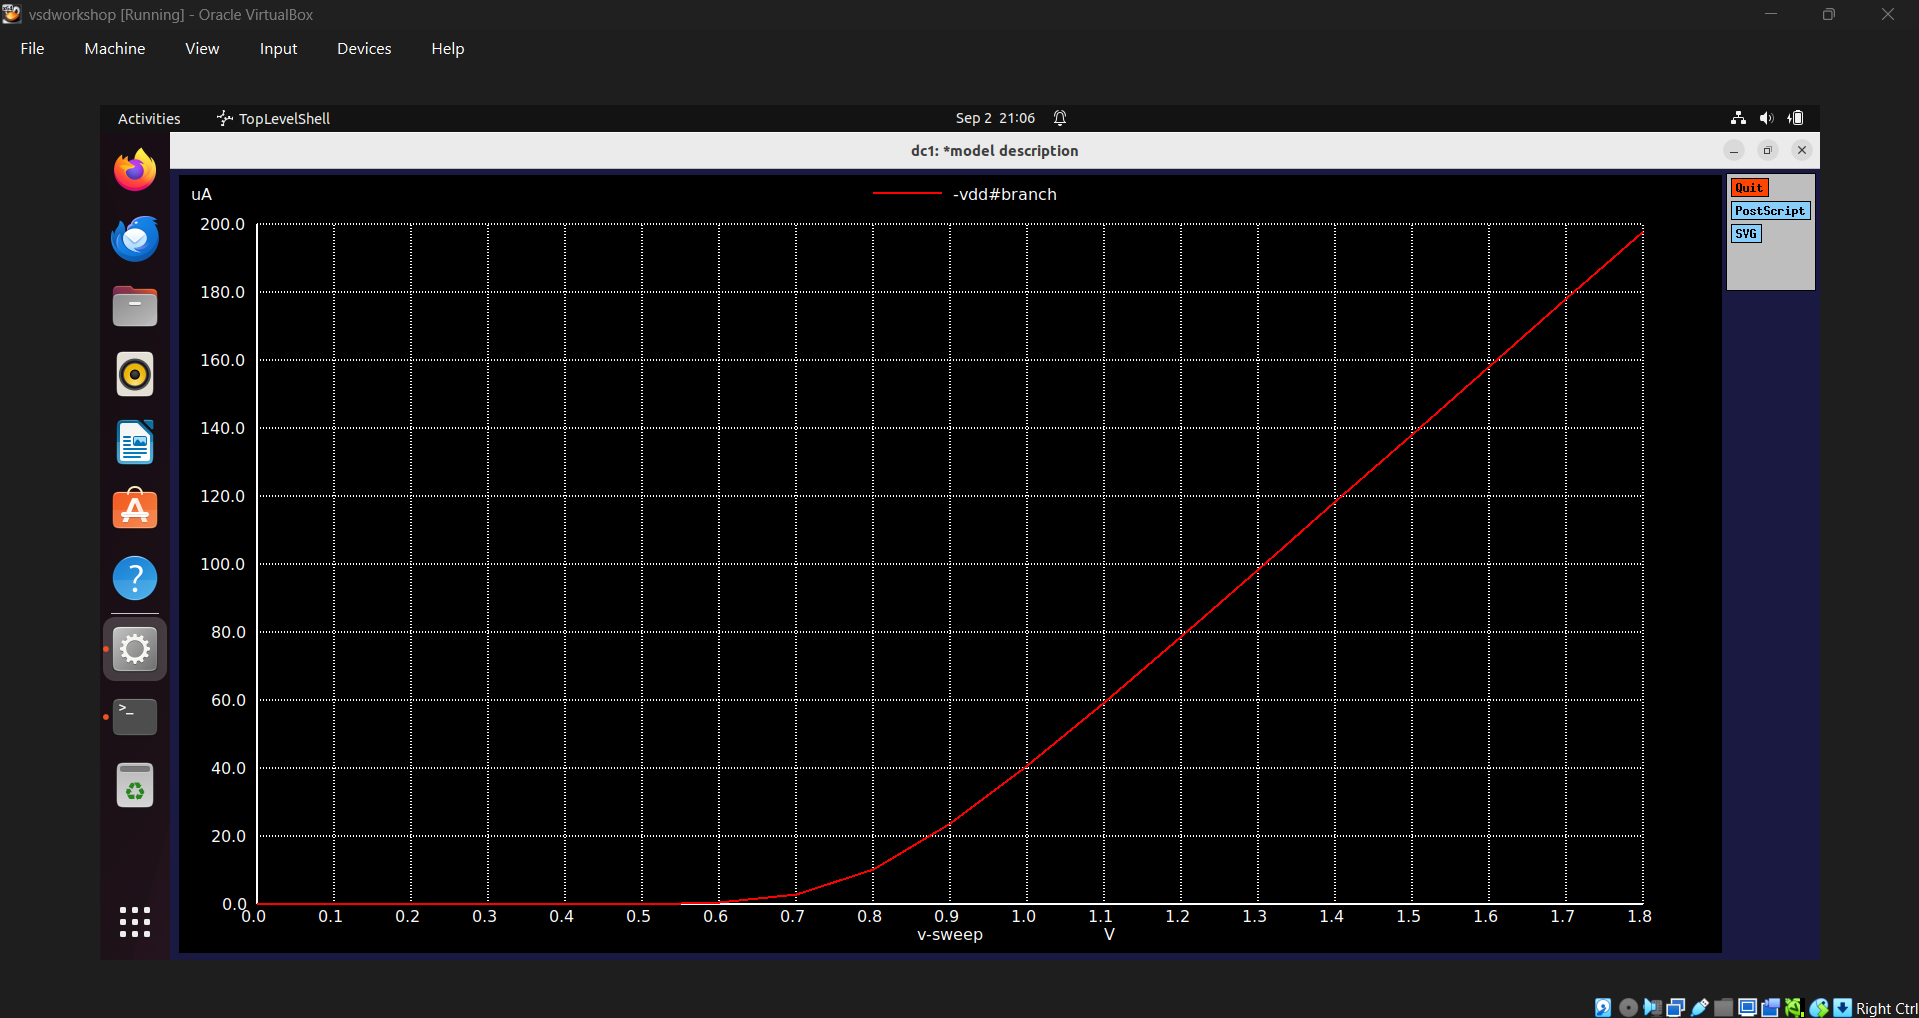 vsdworkshop [Running] - Oracle VirtualBox
File Machine View Input Devices Help
Activities TopLevelShell Sep 2 21:06
dc1: *model description
uA -vdd#branch
Quit
PostScript
SVG
200.0
180.0
160.0
140.0
120.0
100.0
80.0
60.0
40.0
20.0
0.0
0.0 0.1 0.2 0.3 0.4 0.5 0.6 0.7 0.8 0.9 1.0 1.1 1.2 1.3 1.4 1.5 1.6 1.7 1.8
v-sweep V
Right Ctrl